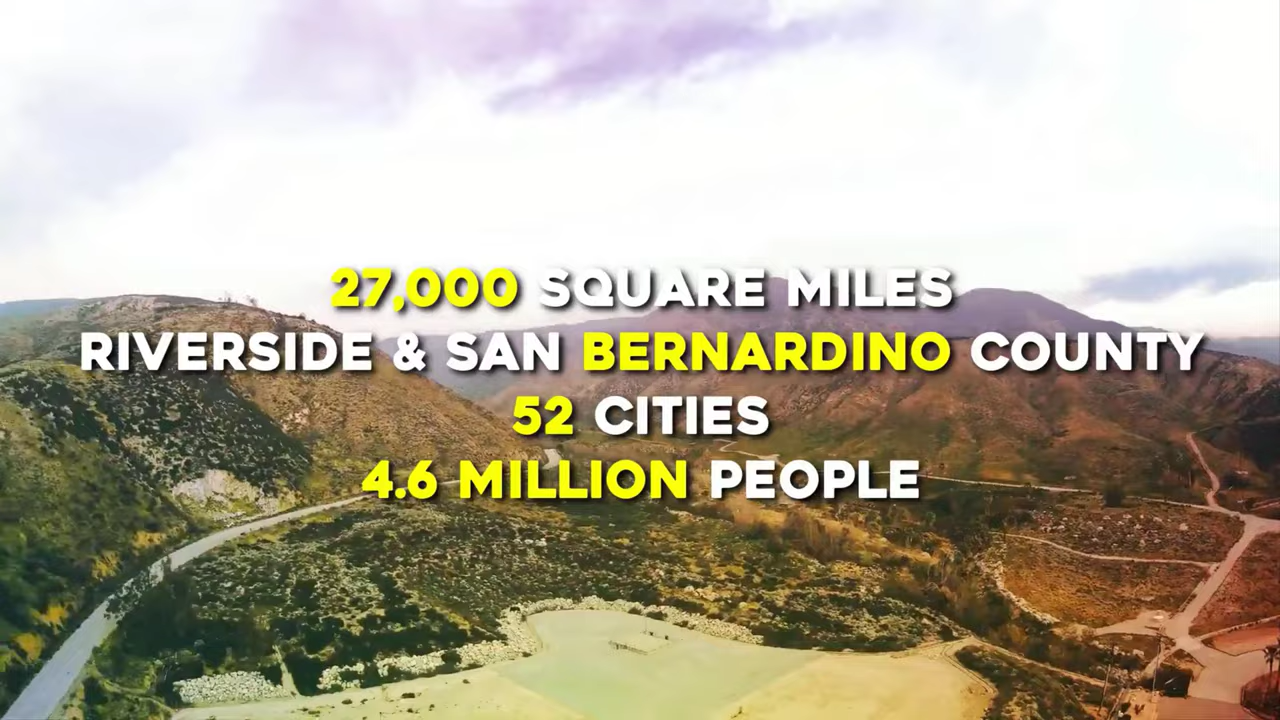 27,000 SQUARE MILES
RIVERSIDE & SAN BERNARDINO COUNTY
52 CITIES
4.6 MILLION PEOPLE